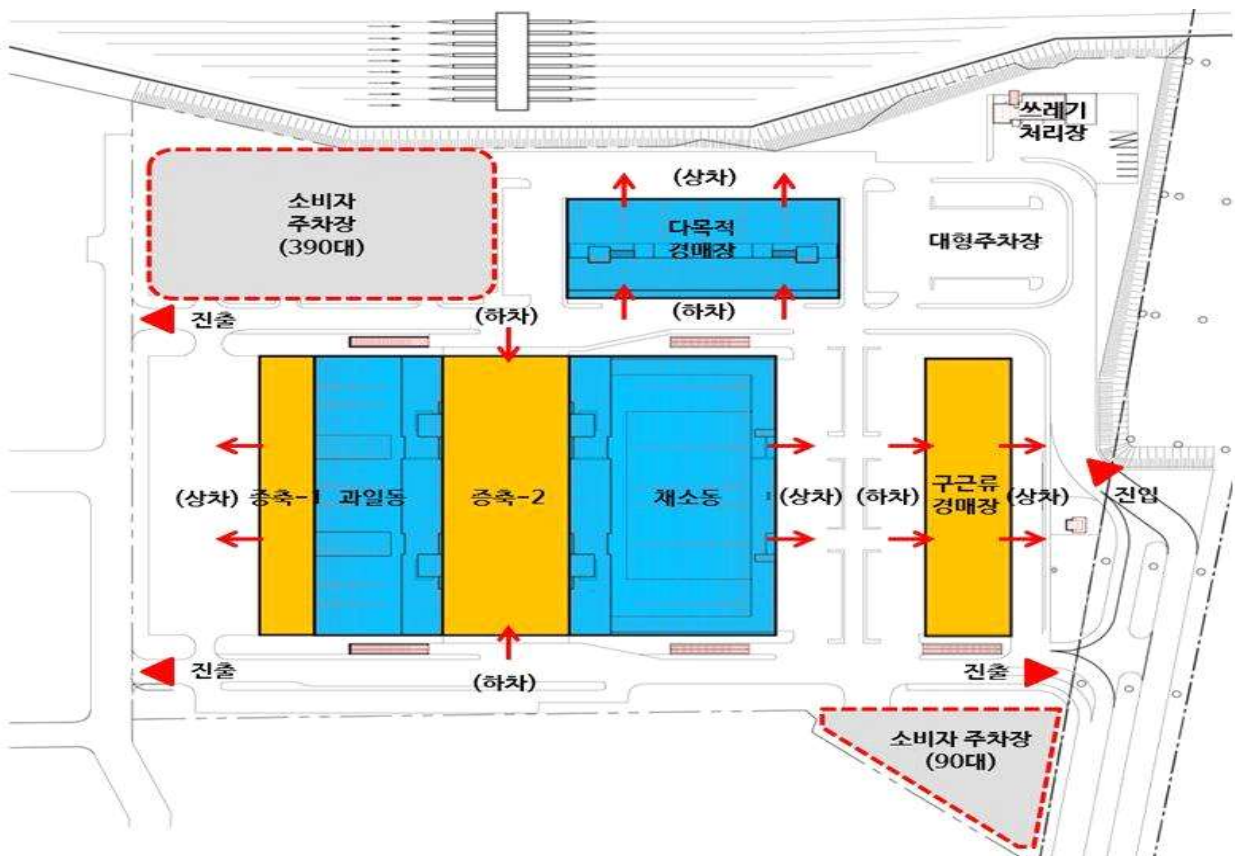 쓰레기
처리장
(상차)
소비자
주차장
(390대)
다목적
경매장
대형주차장
진출
(하차)
(하차)
(상차)
증축-1
과일동
증축-2
채소동
(상차)
(하차)
구근류
경매장
(상차)
진입
진출
(하차)
진출
소비자 주차장
(90대)